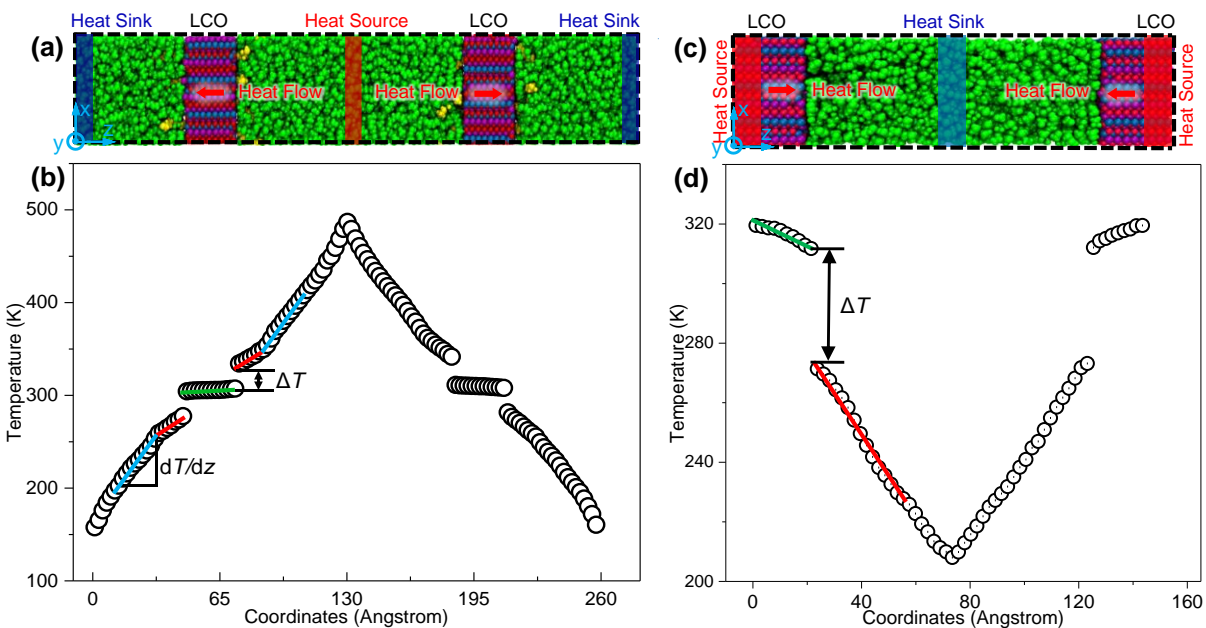 Heat Sink LCO Heat Source LCO Heat Sink
(a)
Heat Flow Heat Flow
x
y z
(b)
Temperature (K)
500
400
300
200
100
ΔT
dT/dz
0 65 130 195 260
Coordinates (Angstrom)
LCO Heat Sink LCO
(c)
Heat Source
Heat Flow Heat Flow
Heat Source
x
y z
(d)
Temperature (K)
320
280
240
200
ΔT
0 40 80 120 160
Coordinates (Angstrom)